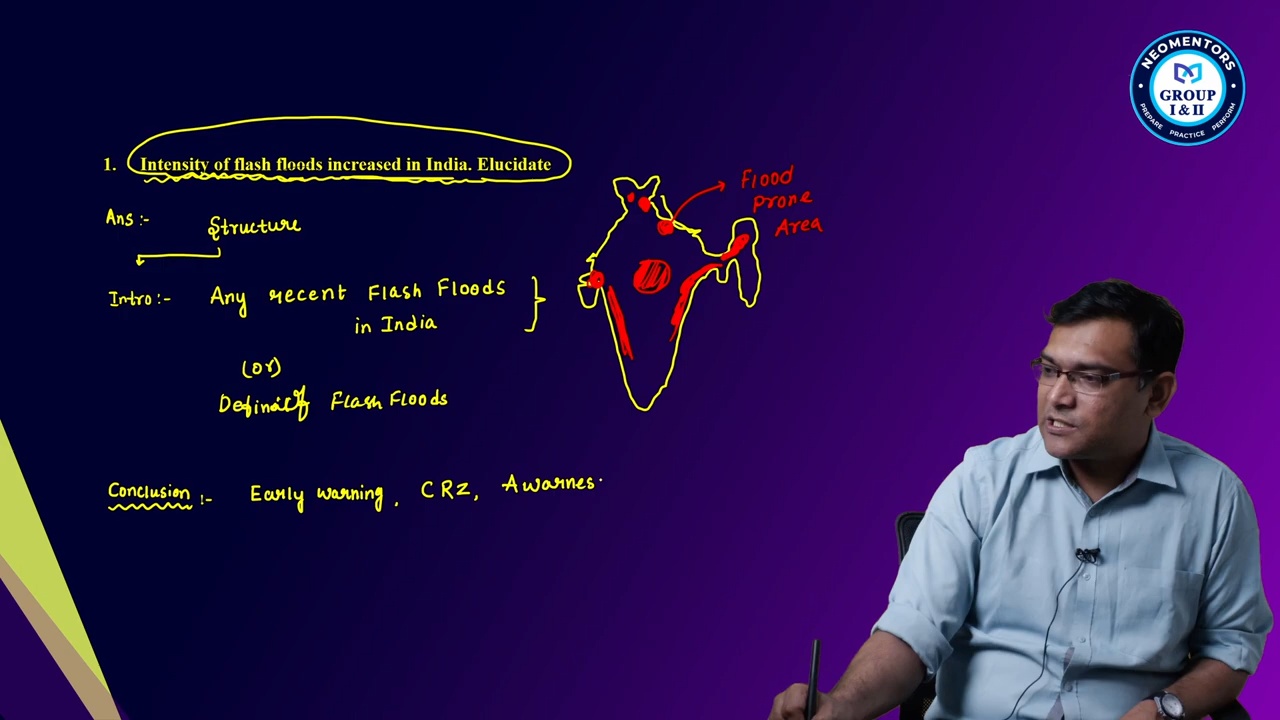 NEOMENTORS
GROUP
I & II
PREPARE PRACTICE PERFORM
1. Intensity of flash floods increased in India. Elucidate
Ans :- Structure
Intro :- Any recent Flash Floods
in India
(or)
Flash Floods
Conclusion :- Early warning, CRZ, Awarnes
Flood
Prone
Area